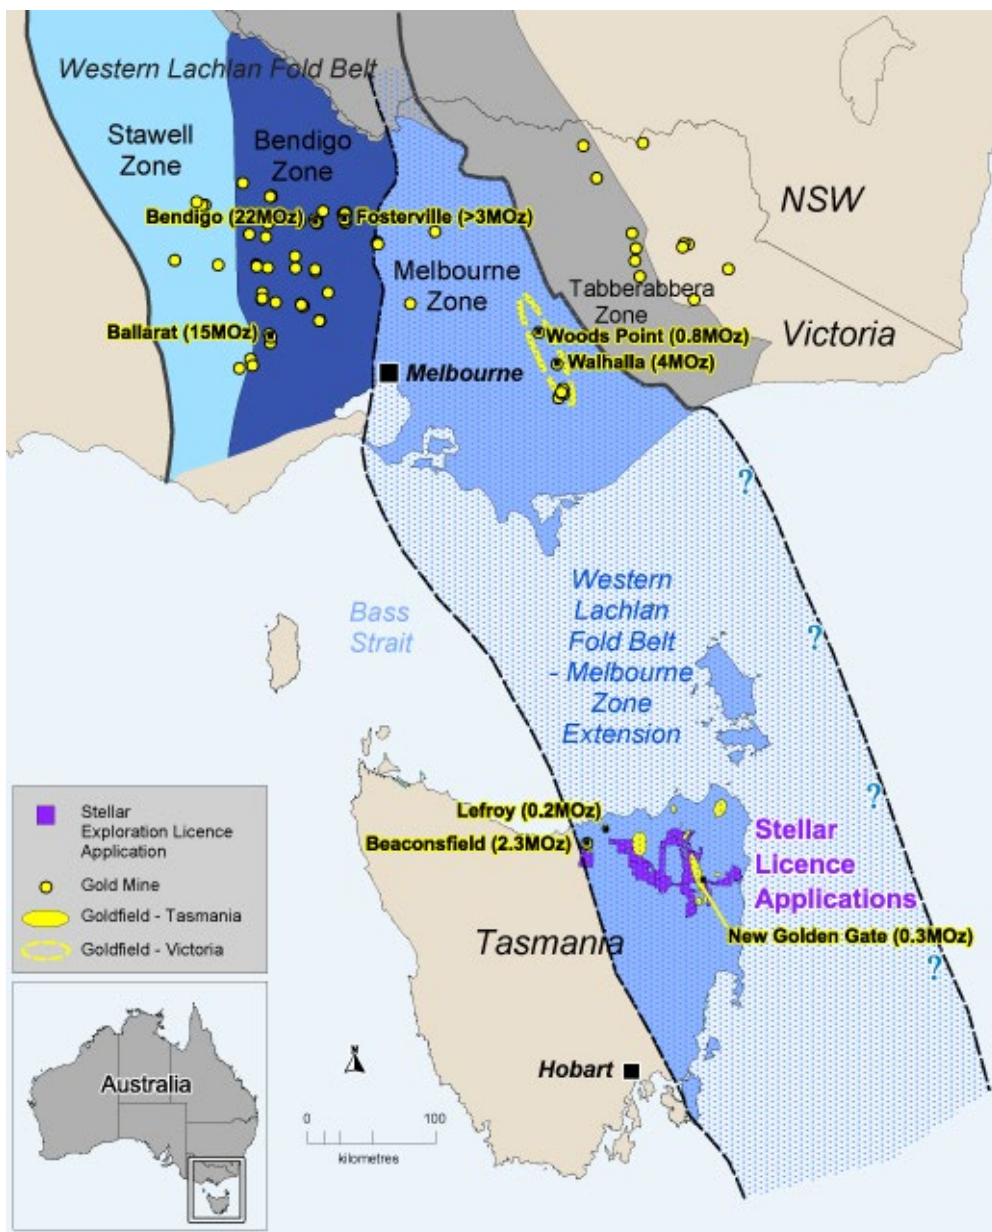 Western Lachlan Fold Belt
Stawell
Zone
Bendigo
Zone
NSW
Bendigo (22MOz)
Fosterville (>3MOz)
Melbourne
Zone
Tabberabbera
Zone
Victoria
Ballarat (15MOz)
Woods Point (0.8MOz)
Walhalla (4MOz)
Melbourne
?
Western
Lachlan
Fold Belt
- Melbourne
Zone
Extension
Bass
Strait
?
?
Lefroy (0.2MOz)
Beaconsfield (2.3MOz)
Stellar
Licence
Applications
New Golden Gate (0.3MOz)
Tasmania
?
Hobart
Stellar
Exploration Licence
Application
Gold Mine
Goldfield - Tasmania
Goldfield - Victoria
Australia
N
0 100
kilometres